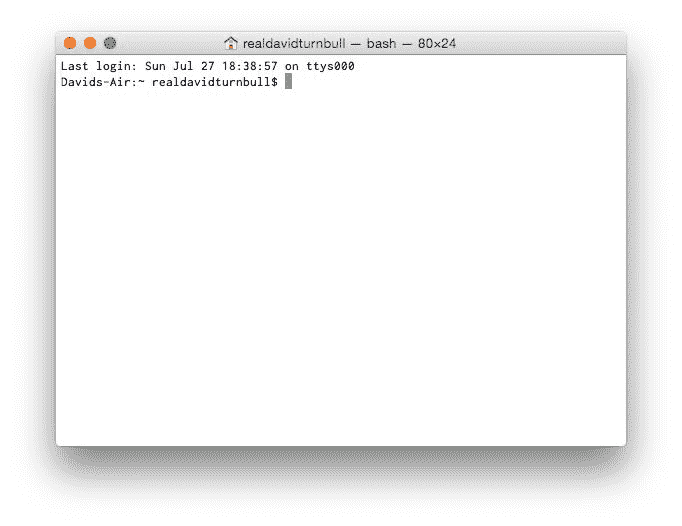 realdavidturnbull — bash — 80×24
Last login: Sun Jul 27 18:38:57 on ttys000
Davids-Air:~ realdavidturnbull$